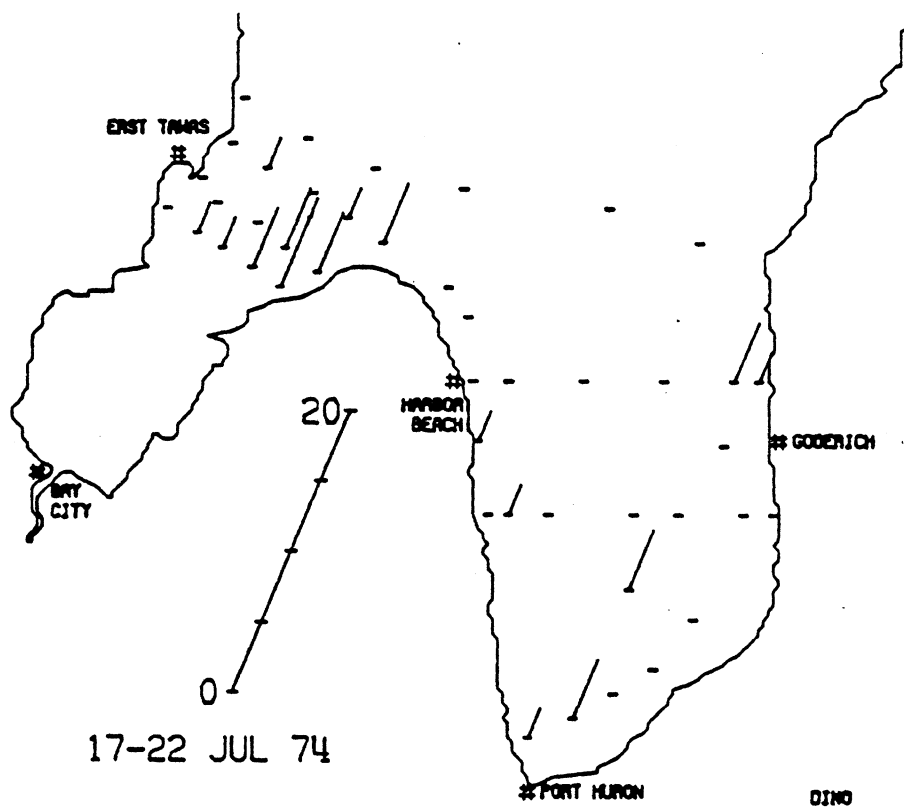 EAST TAWAS
20
HARBOR
BEACH
GODERICH
BAY
CITY
0
17-22 JUL 74
PORT HURON
DINO